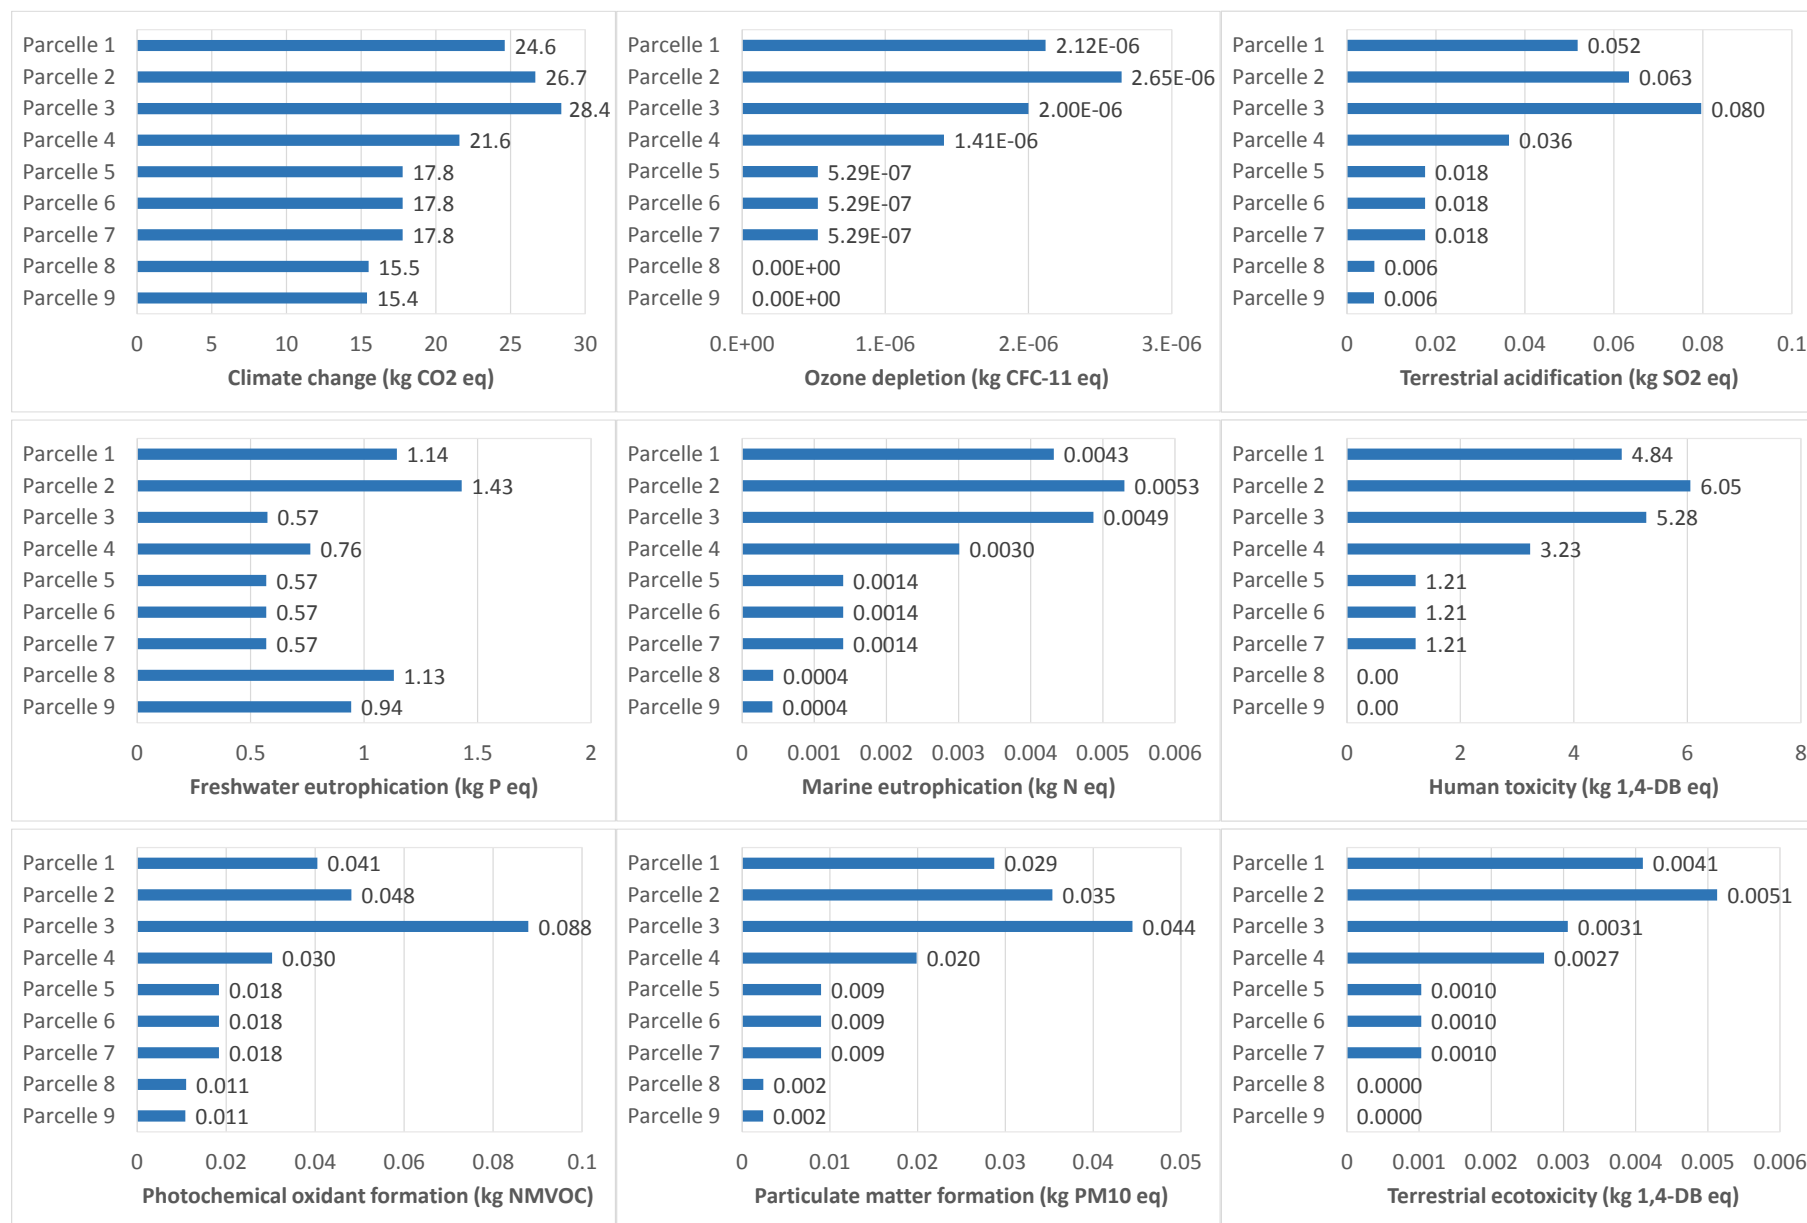 Parcelle 1 24.6
Parcelle 2 26.7
Parcelle 3 28.4
Parcelle 4 21.6
Parcelle 5 17.8
Parcelle 6 17.8
Parcelle 7 17.8
Parcelle 8 15.5
Parcelle 9 15.4
0 5 10 15 20 25 30
Climate change (kg CO2 eq)
Parcelle 1 2.12E-06
Parcelle 2 2.65E-06
Parcelle 3 2.00E-06
Parcelle 4 1.41E-06
Parcelle 5 5.29E-07
Parcelle 6 5.29E-07
Parcelle 7 5.29E-07
Parcelle 8 0.00E+00
Parcelle 9 0.00E+00
0.E+00 1.E-06 2.E-06 3.E-06
Ozone depletion (kg CFC-11 eq)
Parcelle 1 0.052
Parcelle 2 0.063
Parcelle 3 0.080
Parcelle 4 0.036
Parcelle 5 0.018
Parcelle 6 0.018
Parcelle 7 0.018
Parcelle 8 0.006
Parcelle 9 0.006
0 0.02 0.04 0.06 0.08 0.1
Terrestrial acidification (kg SO2 eq)
Parcelle 1 1.14
Parcelle 2 1.43
Parcelle 3 0.57
Parcelle 4 0.76
Parcelle 5 0.57
Parcelle 6 0.57
Parcelle 7 0.57
Parcelle 8 1.13
Parcelle 9 0.94
0 0.5 1 1.5 2
Freshwater eutrophication (kg P eq)
Parcelle 1 0.0043
Parcelle 2 0.0053
Parcelle 3 0.0049
Parcelle 4 0.0030
Parcelle 5 0.0014
Parcelle 6 0.0014
Parcelle 7 0.0014
Parcelle 8 0.0004
Parcelle 9 0.0004
0 0.001 0.002 0.003 0.004 0.005 0.006
Marine eutrophication (kg N eq)
Parcelle 1 4.84
Parcelle 2 6.05
Parcelle 3 5.28
Parcelle 4 3.23
Parcelle 5 1.21
Parcelle 6 1.21
Parcelle 7 1.21
Parcelle 8 0.00
Parcelle 9 0.00
0 2 4 6 8
Human toxicity (kg 1,4-DB eq)
Parcelle 1 0.041
Parcelle 2 0.048
Parcelle 3 0.088
Parcelle 4 0.030
Parcelle 5 0.018
Parcelle 6 0.018
Parcelle 7 0.018
Parcelle 8 0.011
Parcelle 9 0.011
0 0.02 0.04 0.06 0.08 0.1
Photochemical oxidant formation (kg NMVOC)
Parcelle 1 0.029
Parcelle 2 0.035
Parcelle 3 0.044
Parcelle 4 0.020
Parcelle 5 0.009
Parcelle 6 0.009
Parcelle 7 0.009
Parcelle 8 0.002
Parcelle 9 0.002
0 0.01 0.02 0.03 0.04 0.05
Particulate matter formation (kg PM10 eq)
Parcelle 1 0.0041
Parcelle 2 0.0051
Parcelle 3 0.0031
Parcelle 4 0.0027
Parcelle 5 0.0010
Parcelle 6 0.0010
Parcelle 7 0.0010
Parcelle 8 0.0000
Parcelle 9 0.0000
0 0.001 0.002 0.003 0.004 0.005 0.006
Terrestrial ecotoxicity (kg 1,4-DB eq)